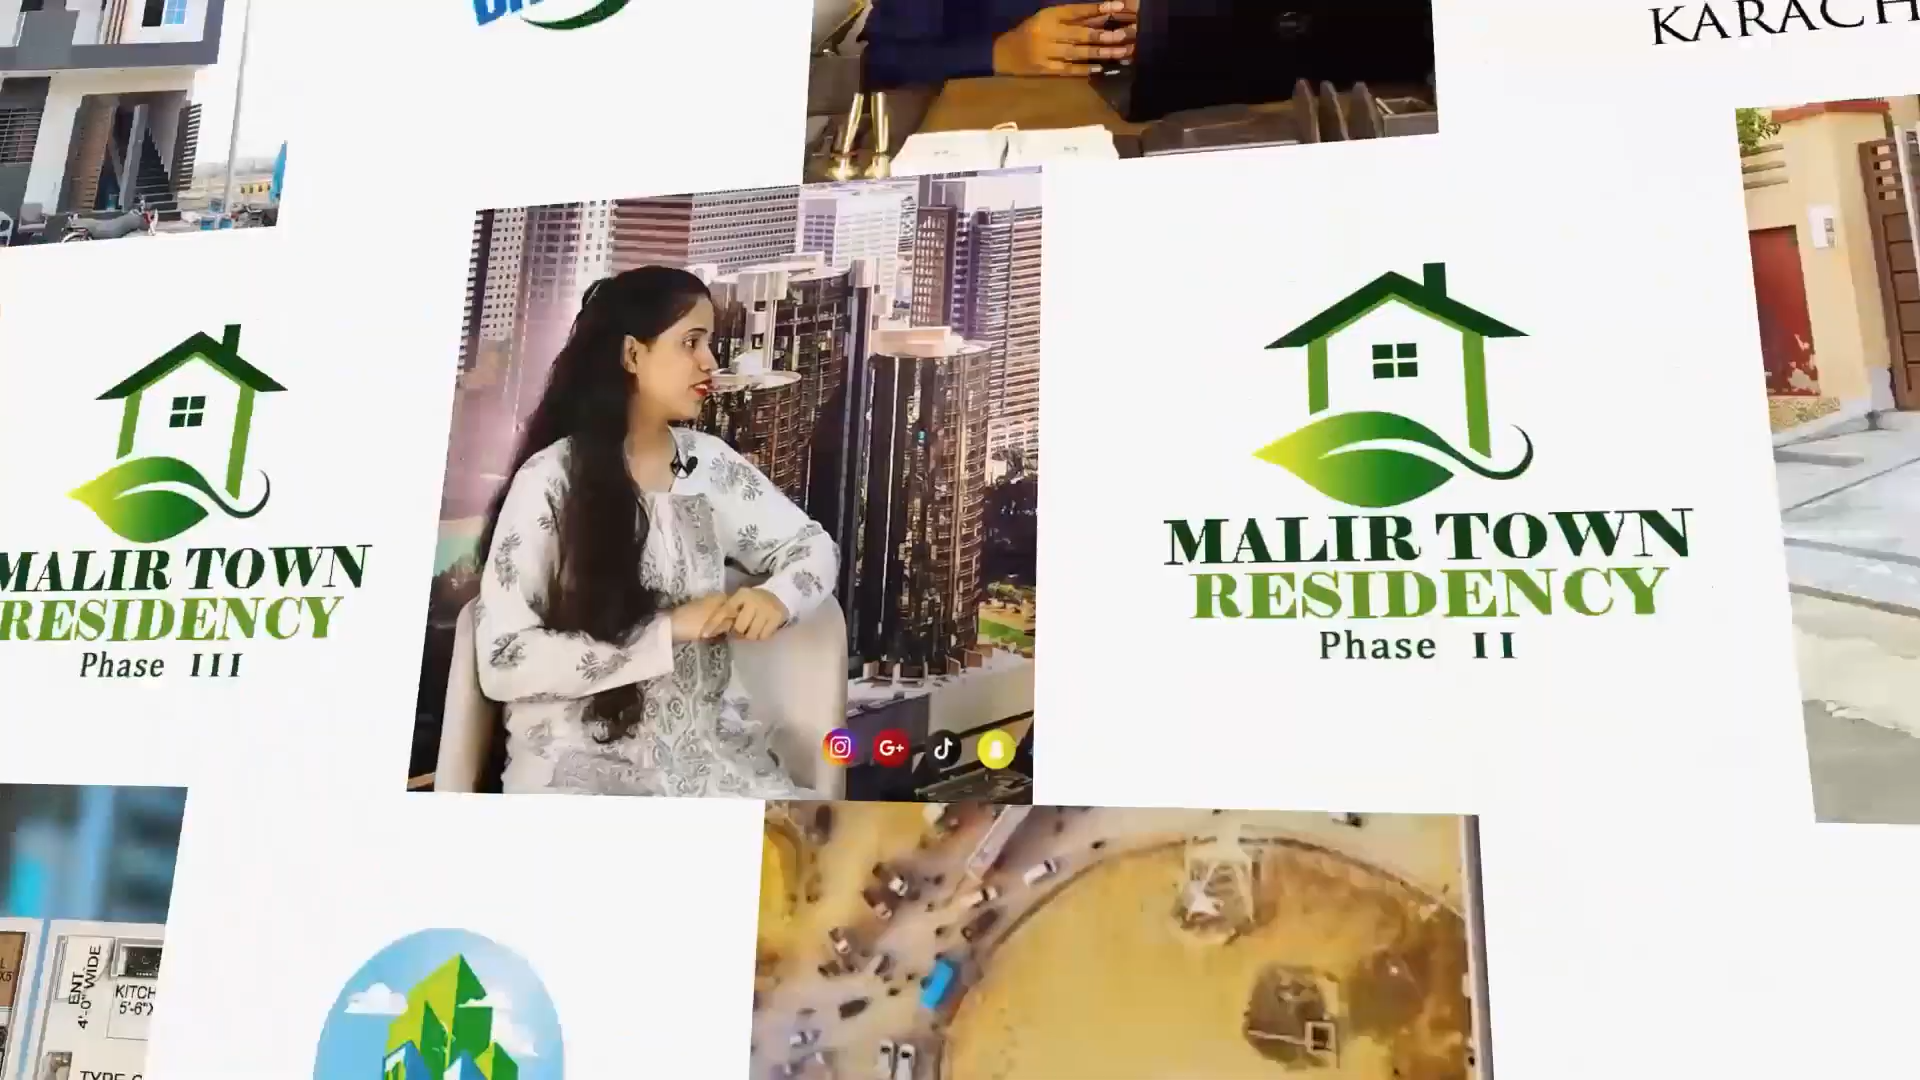 KARACH
MALIR TOWN
RESIDENCY
Phase III
MALIR TOWN
RESIDENCY
Phase II
G+
ENT
4'-0" WIDE
KITCH
5'-6"X